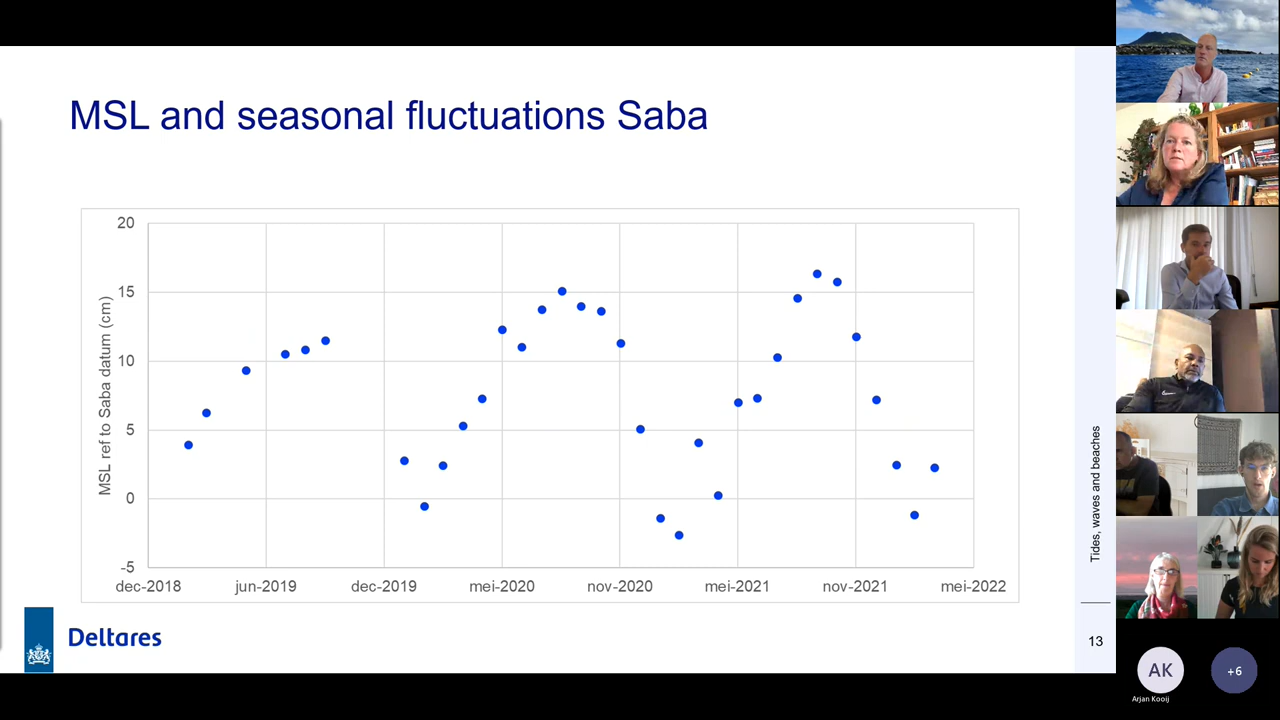 MSL and seasonal fluctuations Saba
MSL ref to Saba datum (cm)
20
15
10
5
0
-5
dec-2018
jun-2019
dec-2019
mei-2020
nov-2020
mei-2021
nov-2021
mei-2022
Deltares
Tides, waves and beaches
13
AK
Arjan Kooij
+6